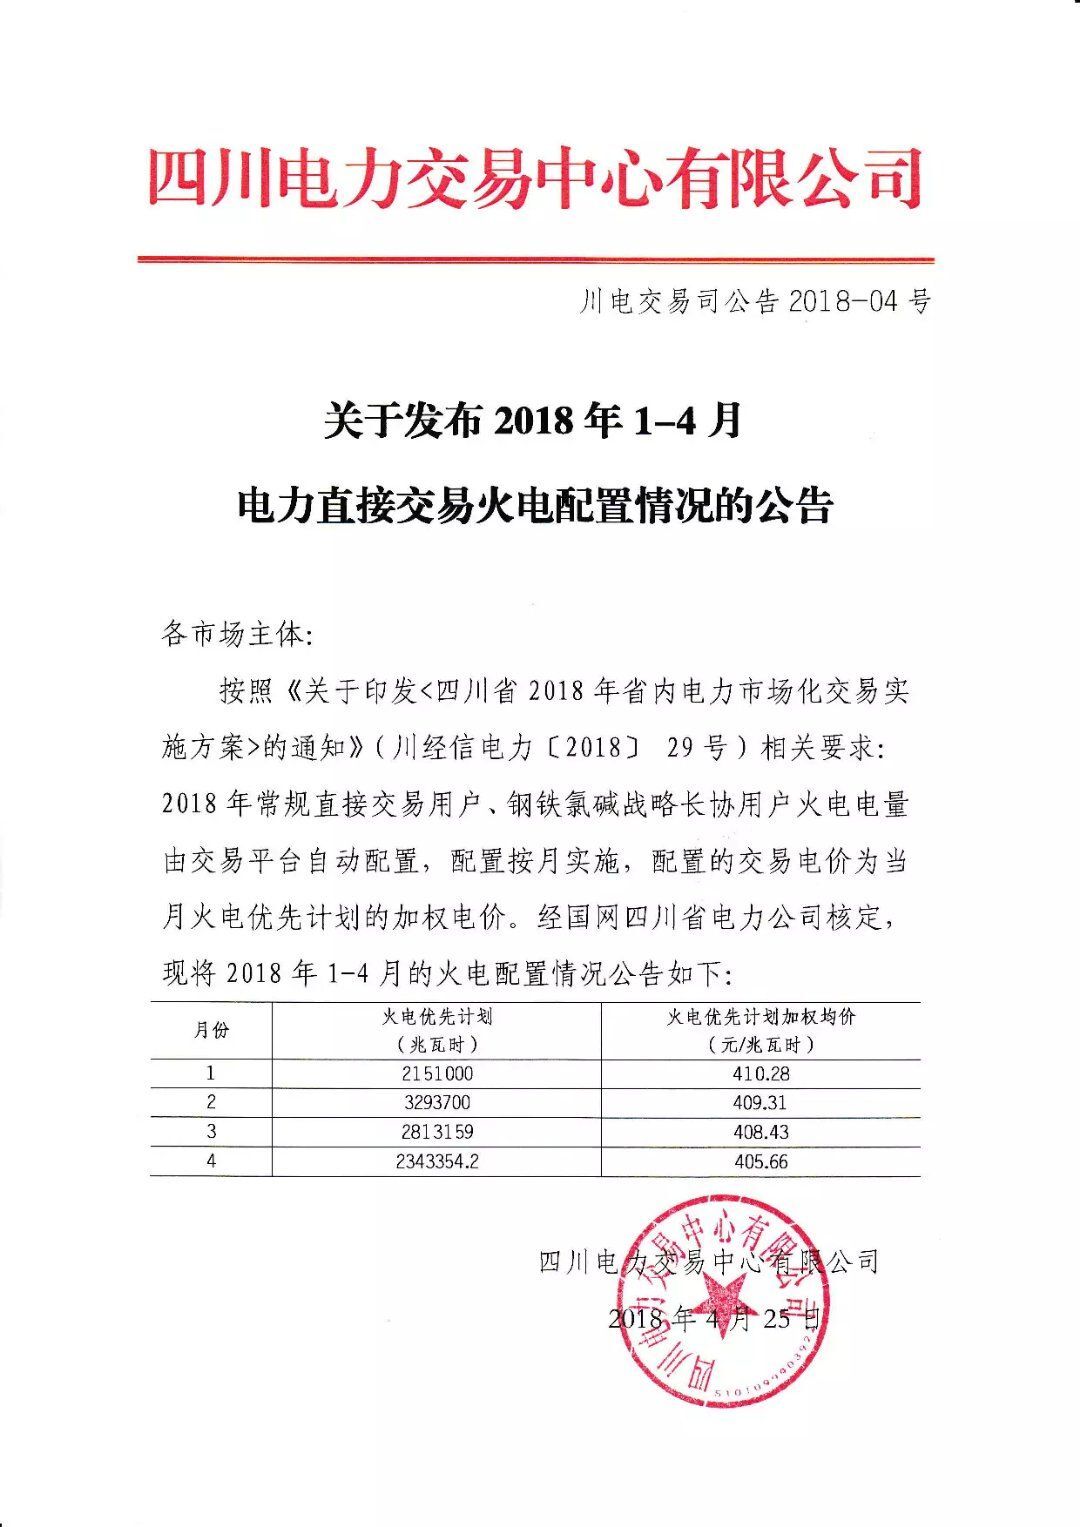 四川电力交易中心有限公司
川电交易司公告 2018-04 号
关于发布 2018 年 1-4 月
电力直接交易火电配置情况的公告
各市场主体：
按照《关于印发<四川省 2018 年省内电力市场化交易实
施方案>的通知》（川经信电力〔2018〕 29 号）相关要求：
2018 年常规直接交易用户、钢铁氯碱战略长协用户火电电量
由交易平台自动配置，配置按月实施，配置的交易电价为当
月火电优先计划的加权电价。经国网四川省电力公司核定，
现将 2018 年 1-4 月的火电配置情况公告如下：
月份 火电优先计划 火电优先计划加权均价
（兆瓦时） （元/兆瓦时）
1 2151000 410.28
2 3293700 409.31
3 2813159 408.43
4 2343354.2 405.66
四川电力交易中心有限公司
2018 年 4 月 25 日
四川电力交易中心有限公司